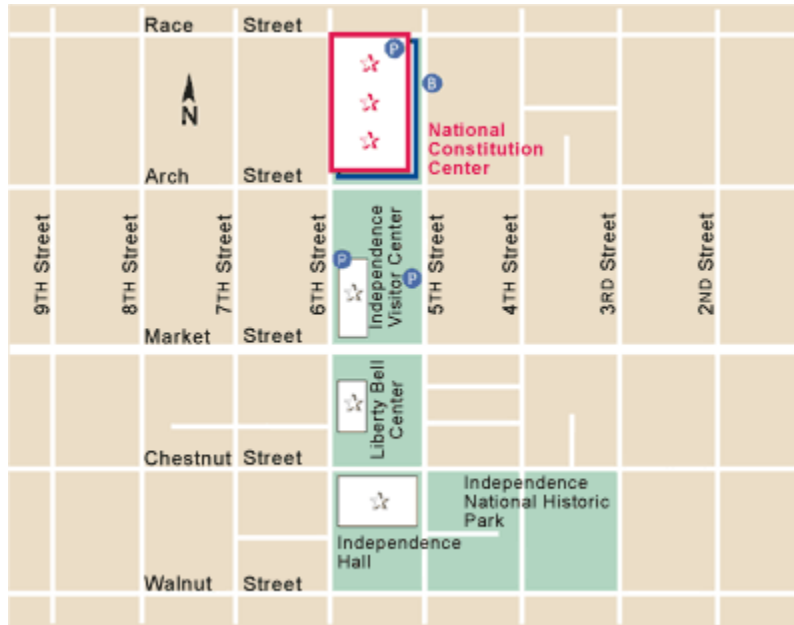 Race Street
P
B
N
National
Constitution
Center
Arch Street
9TH Street
8TH Street
7TH Street
6TH Street
P
Independence
Visitor Center
P
5TH Street
4TH Street
3RD Street
2ND Street
Market Street
Liberty Bell
Center
Chestnut Street
Independence
National Historic
Park
Independence
Hall
Walnut Street